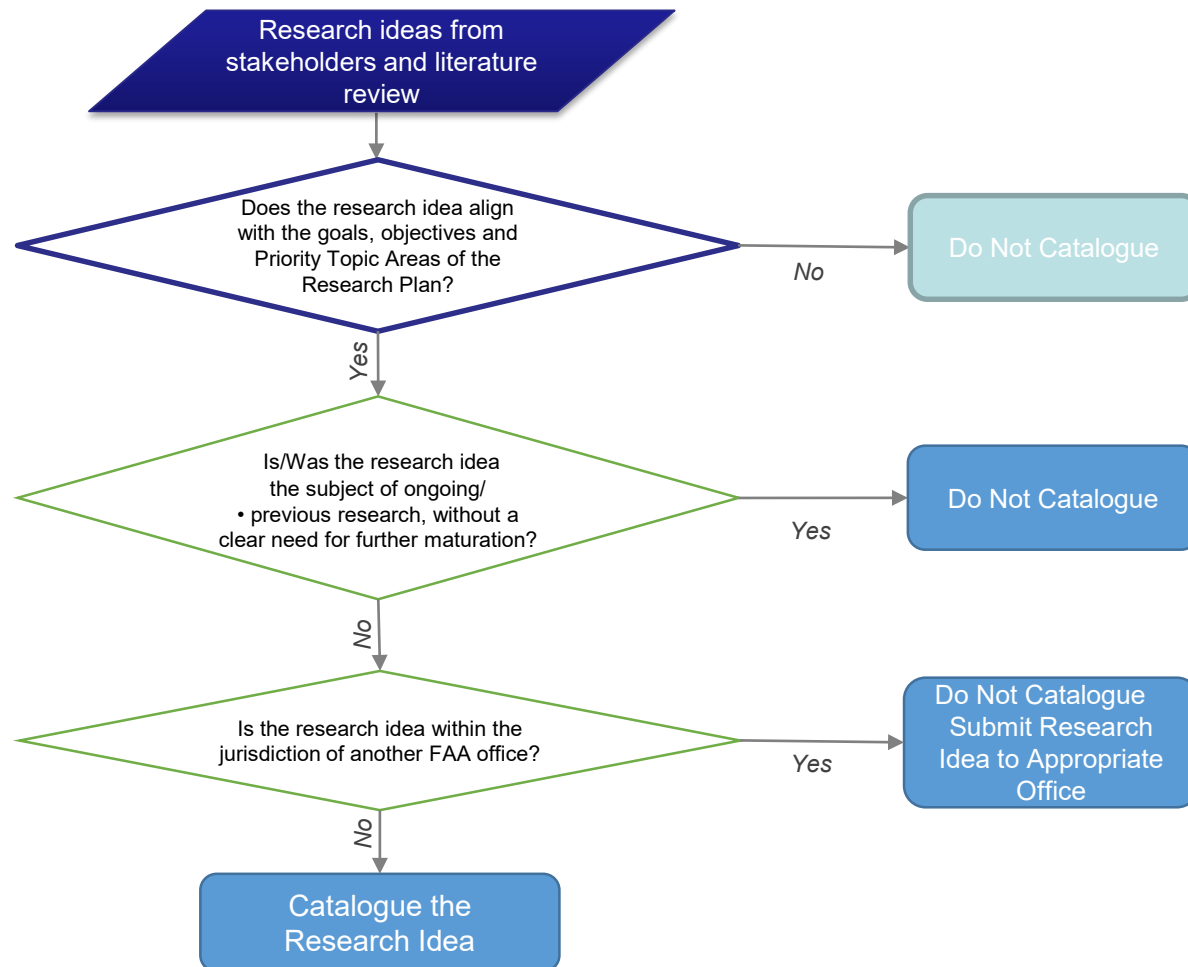 Research ideas from
stakeholders and literature
review
Does the research idea align
with the goals, objectives and
Priority Topic Areas of the
Research Plan?
No
Do Not Catalogue
Yes
Is/Was the research idea
the subject of ongoing/
• previous research, without a
clear need for further maturation?
Yes
Do Not Catalogue
No
Is the research idea within the
jurisdiction of another FAA office?
Yes
Do Not Catalogue
Submit Research
Idea to Appropriate
Office
No
Catalogue the
Research Idea